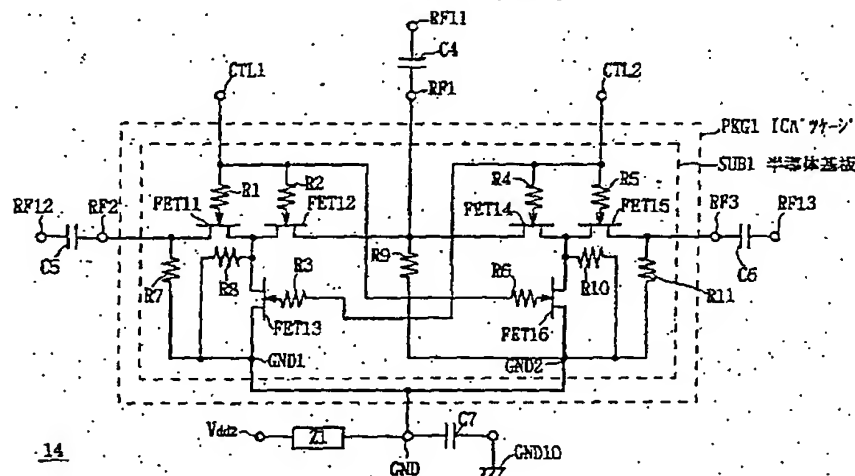 RF11
C4
CTL1
RF1
CTL2
PKG1 ICパッケージ
SUB1 半導体基板
R1
R2
R4
R5
RF12
RF2
FET11
FET12
FET14
FET15
RF3
RF13
C5
R9
C6
R7
R8
R3
R6
R10
R11
FET13
FET16
GND1
GND2
Vdd2
Z1
C7
14
GND
GND10